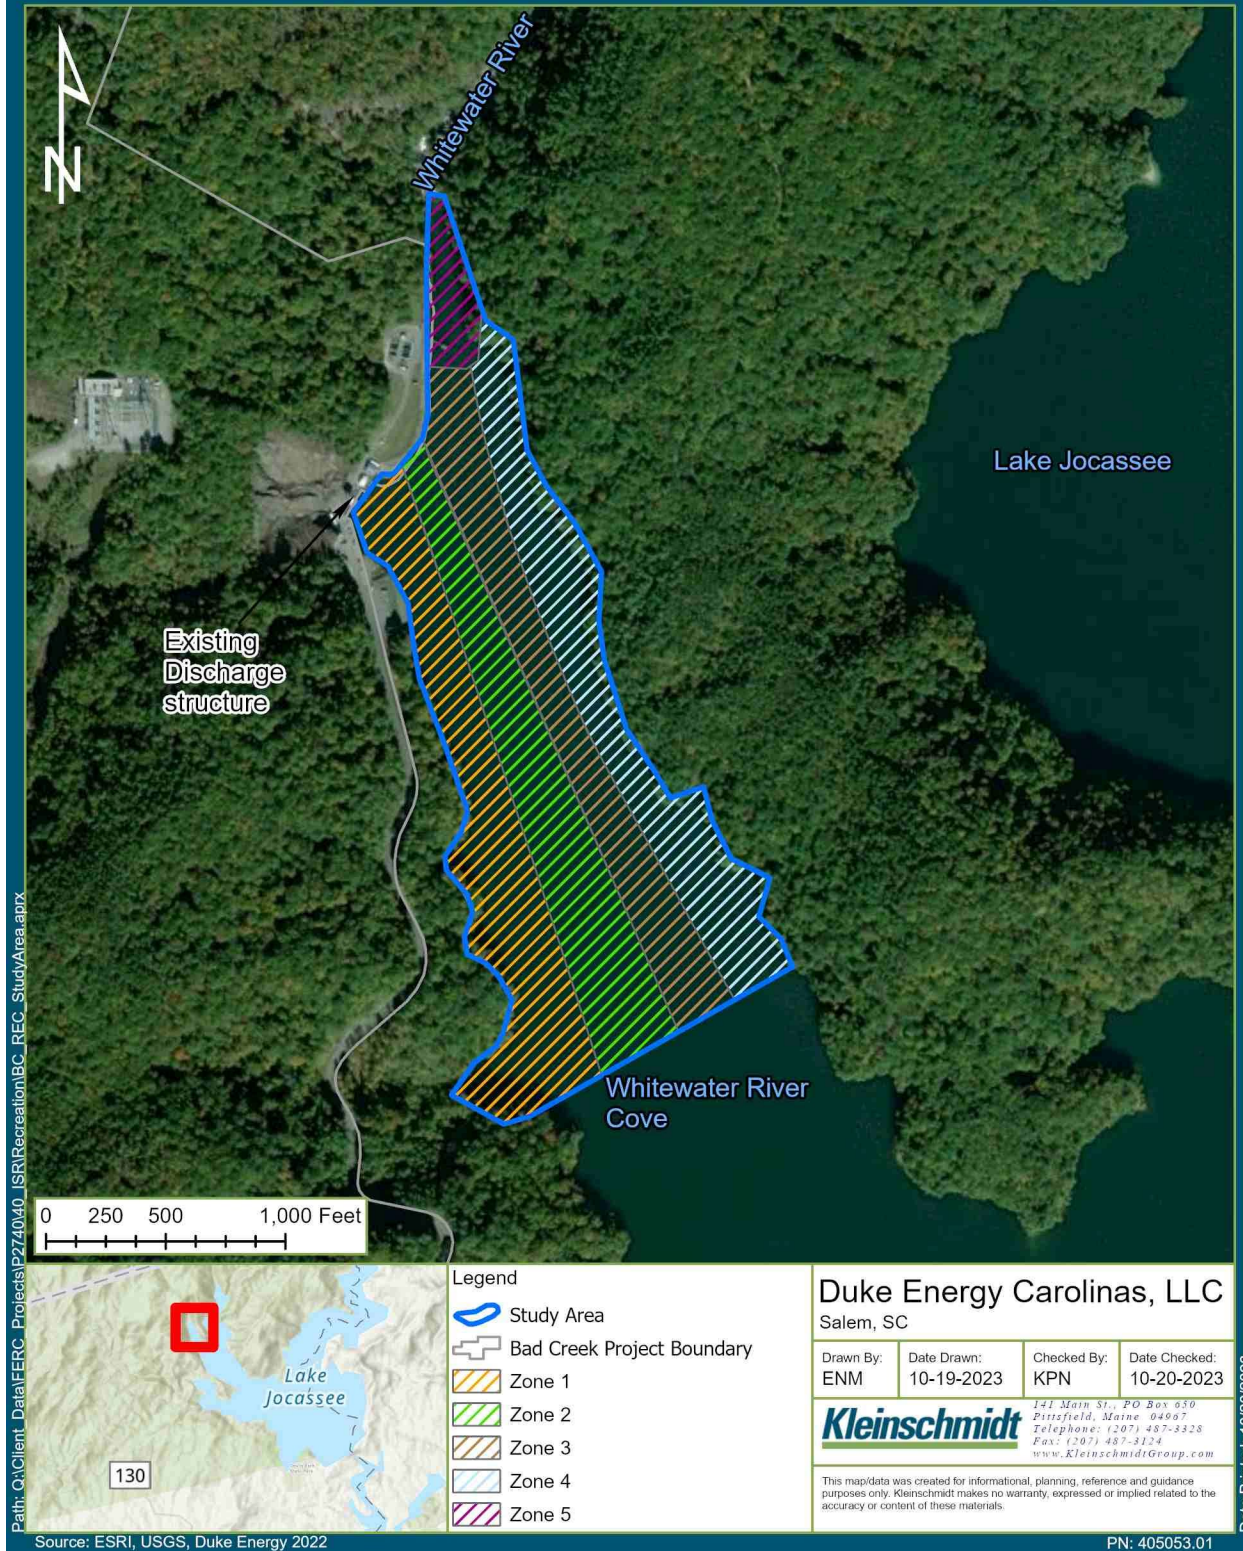 N
Whitewater River
Lake Jocassee
Existing
Discharge
structure
Whitewater River
Cove
0 250 500 1,000 Feet
Path: Q:\Client_Data\FERC_Projects\P2740\40_ISR\Recreation\BC_REC_StudyArea.aprx
Lake
Jocassee
130
Legend
Study Area
Bad Creek Project Boundary
Zone 1
Zone 2
Zone 3
Zone 4
Zone 5
Duke Energy Carolinas, LLC
Salem, SC
Drawn By:
ENM
Date Drawn:
10-19-2023
Checked By:
KPN
Date Checked:
10-20-2023
Kleinschmidt
141 Main St., PO Box 650
Pittsfield, Maine 04967
Telephone: (207) 487-3328
Fax: (207) 487-3124
www.KleinschmidtGroup.com
This map/data was created for informational, planning, reference and guidance
purposes only. Kleinschmidt makes no warranty, expressed or implied related to the
accuracy or content of these materials.
Source: ESRI, USGS, Duke Energy 2022
PN: 405053.01